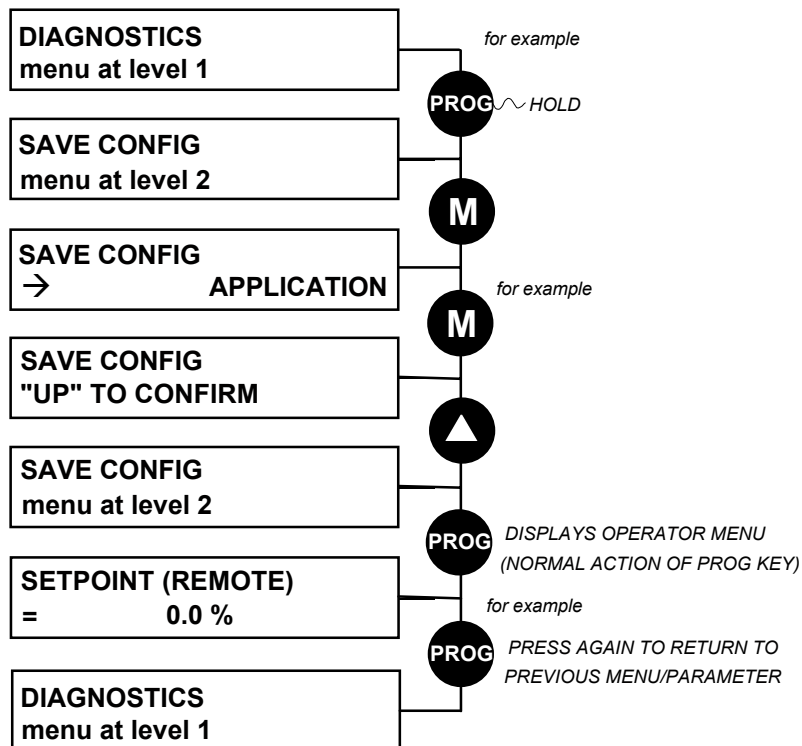 DIAGNOSTICS
menu at level 1
for example
PROG
HOLD
SAVE CONFIG
menu at level 2
M
SAVE CONFIG
→ APPLICATION
for example
M
SAVE CONFIG
"UP" TO CONFIRM
SAVE CONFIG
menu at level 2
PROG
DISPLAYS OPERATOR MENU
(NORMAL ACTION OF PROG KEY)
SETPOINT (REMOTE)
= 0.0 %
for example
PROG
PRESS AGAIN TO RETURN TO
PREVIOUS MENU/PARAMETER
DIAGNOSTICS
menu at level 1